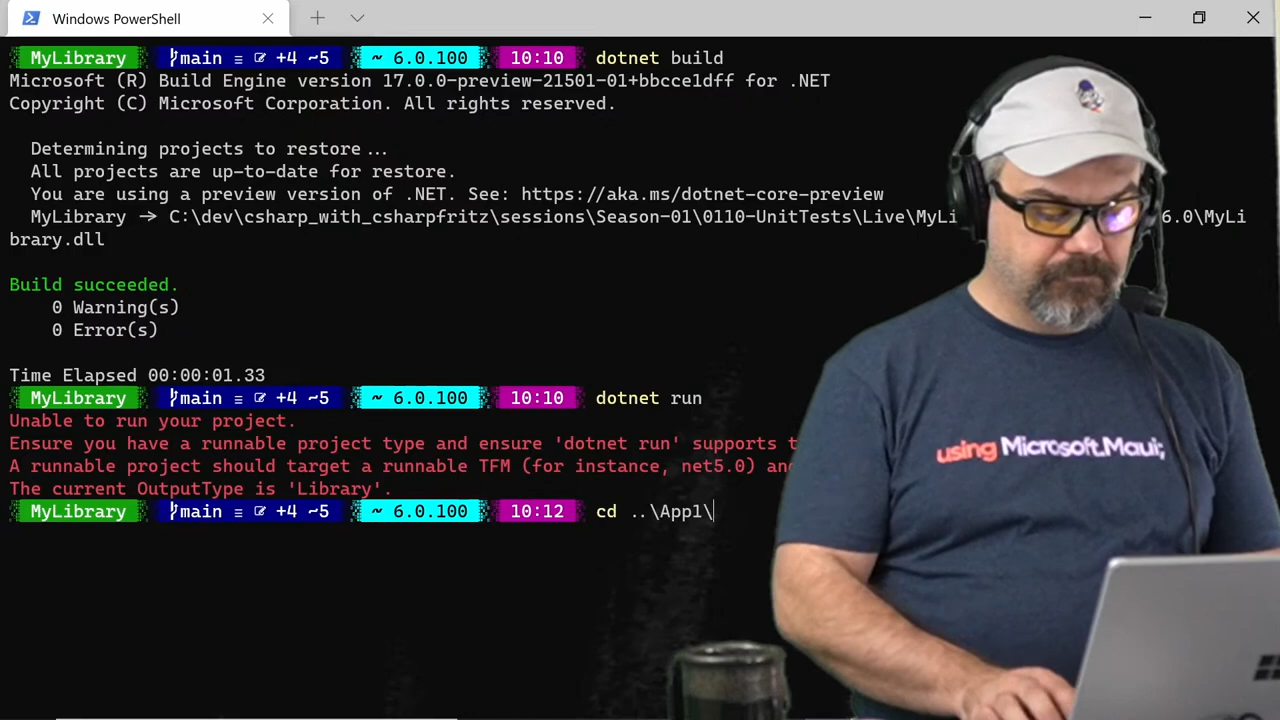 Windows PowerShell
MyLibrary main ≡ +4 ~5 ~ 6.0.100 10:10 dotnet build
Microsoft (R) Build Engine version 17.0.0-preview-21501-01+bbcce1dff for .NET
Copyright (C) Microsoft Corporation. All rights reserved.
Determining projects to restore...
All projects are up-to-date for restore.
You are using a preview version of .NET. See: https://aka.ms/dotnet-core-preview
MyLibrary -> C:\dev\csharp_with_csharpfritz\sessions\Season-01\0110-UnitTests\Live\MyLi 6.0\MyLi
brary.dll
Build succeeded.
0 Warning(s)
0 Error(s)
Time Elapsed 00:00:01.33
MyLibrary main ≡ +4 ~5 ~ 6.0.100 10:10 dotnet run
Unable to run your project.
Ensure you have a runnable project type and ensure 'dotnet run' supports
A runnable project should target a runnable TFM (for instance, net5.0) and
The current OutputType is 'Library'.
MyLibrary main ≡ +4 ~5 ~ 6.0.100 10:12 cd ..\App1\
using Microsoft.Maui;